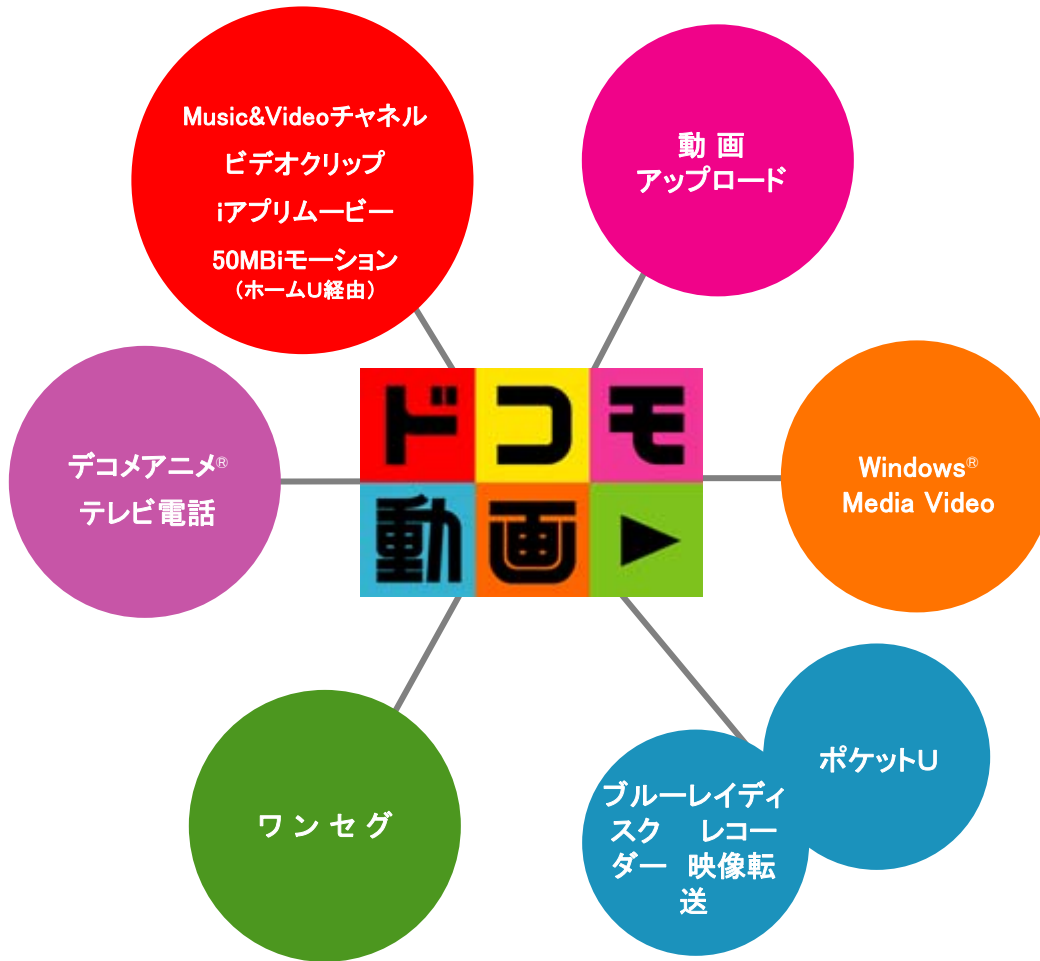 Music&Videoチャネル
ビデオクリップ
iアプリムービー
50MBiモーション
(ホームU経由)
動 画
アップロード
デコメアニメ®
テレビ電話
ドコモ
動画
Windows®
Media Video
ワ ン セ グ
ポケットU
ブルーレイディ
スク レコー
ダー 映像転
送